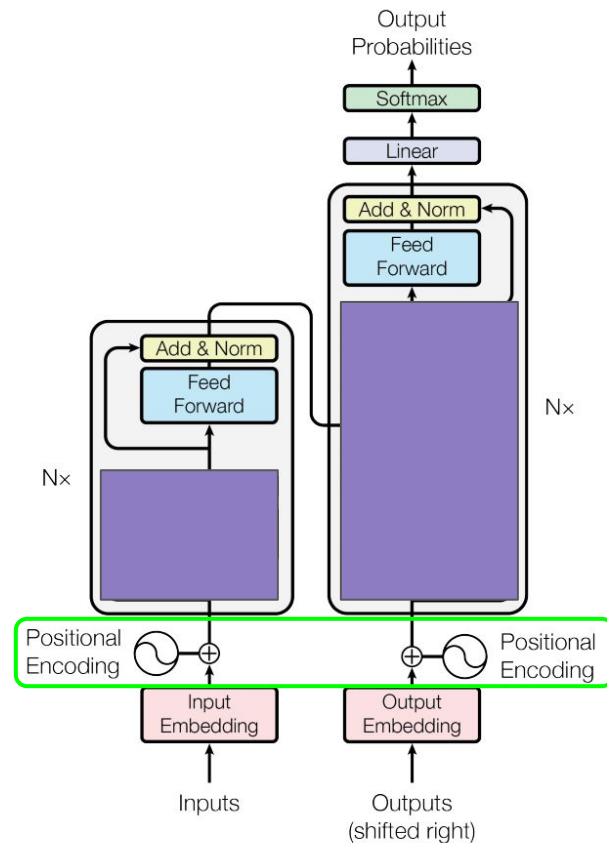 Output
Probabilities
Softmax
Linear
Add & Norm
Feed
Forward
Add & Norm
Feed
Forward
Nx
Nx
Positional
Encoding
Positional
Encoding
Input
Embedding
Output
Embedding
Inputs
Outputs
(shifted right)